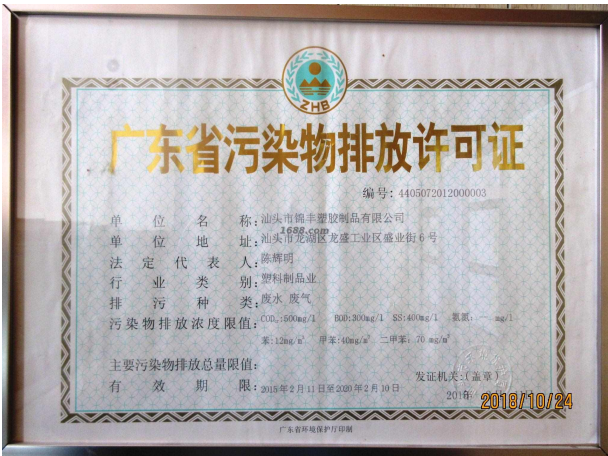 ZHB
广东省污染物排放许可证
编号: 4405072012000003
单位名称: 汕头市锦丰塑胶制品有限公司
单位地址: 汕头市龙湖区龙盛工业区盛业街6号
1688.com
法定代表人: 陈辉明
行业类别: 塑料制品业
排污种类: 废水 废气
污染物排放浓度限值: COD:500mg/l BOD:300mg/l SS:400mg/l 氨氮: — mg/l
苯:12mg/m³ 甲苯:40mg/m³ 二甲苯: 70 mg/m³
主要污染物排放总量限值:
发证机关:(盖章)
有效期限: 2015年2月11日至2020年2月10日
2018/10/24
广东省环境保护厅印制